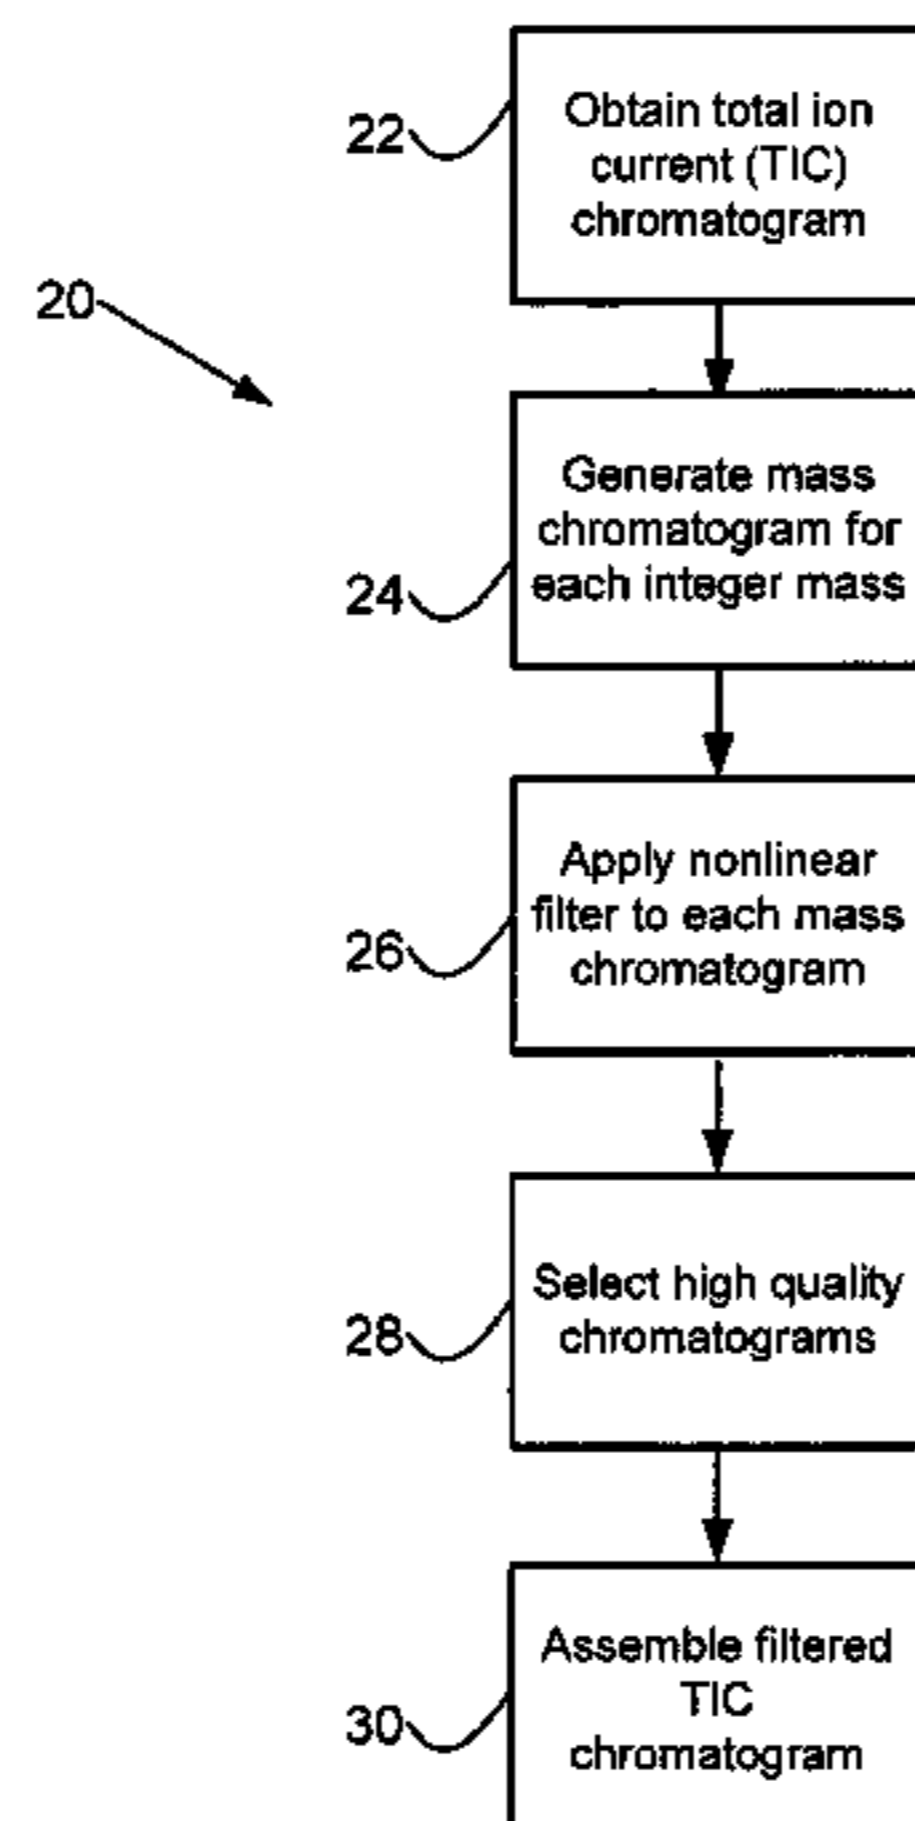 22
Obtain total ion
current (TIC)
chromatogram
20
Generate mass
chromatogram for
each integer mass
24
Apply nonlinear
filter to each mass
chromatogram
26
Select high quality
chromatograms
28
Assemble filtered
TIC
chromatogram
30